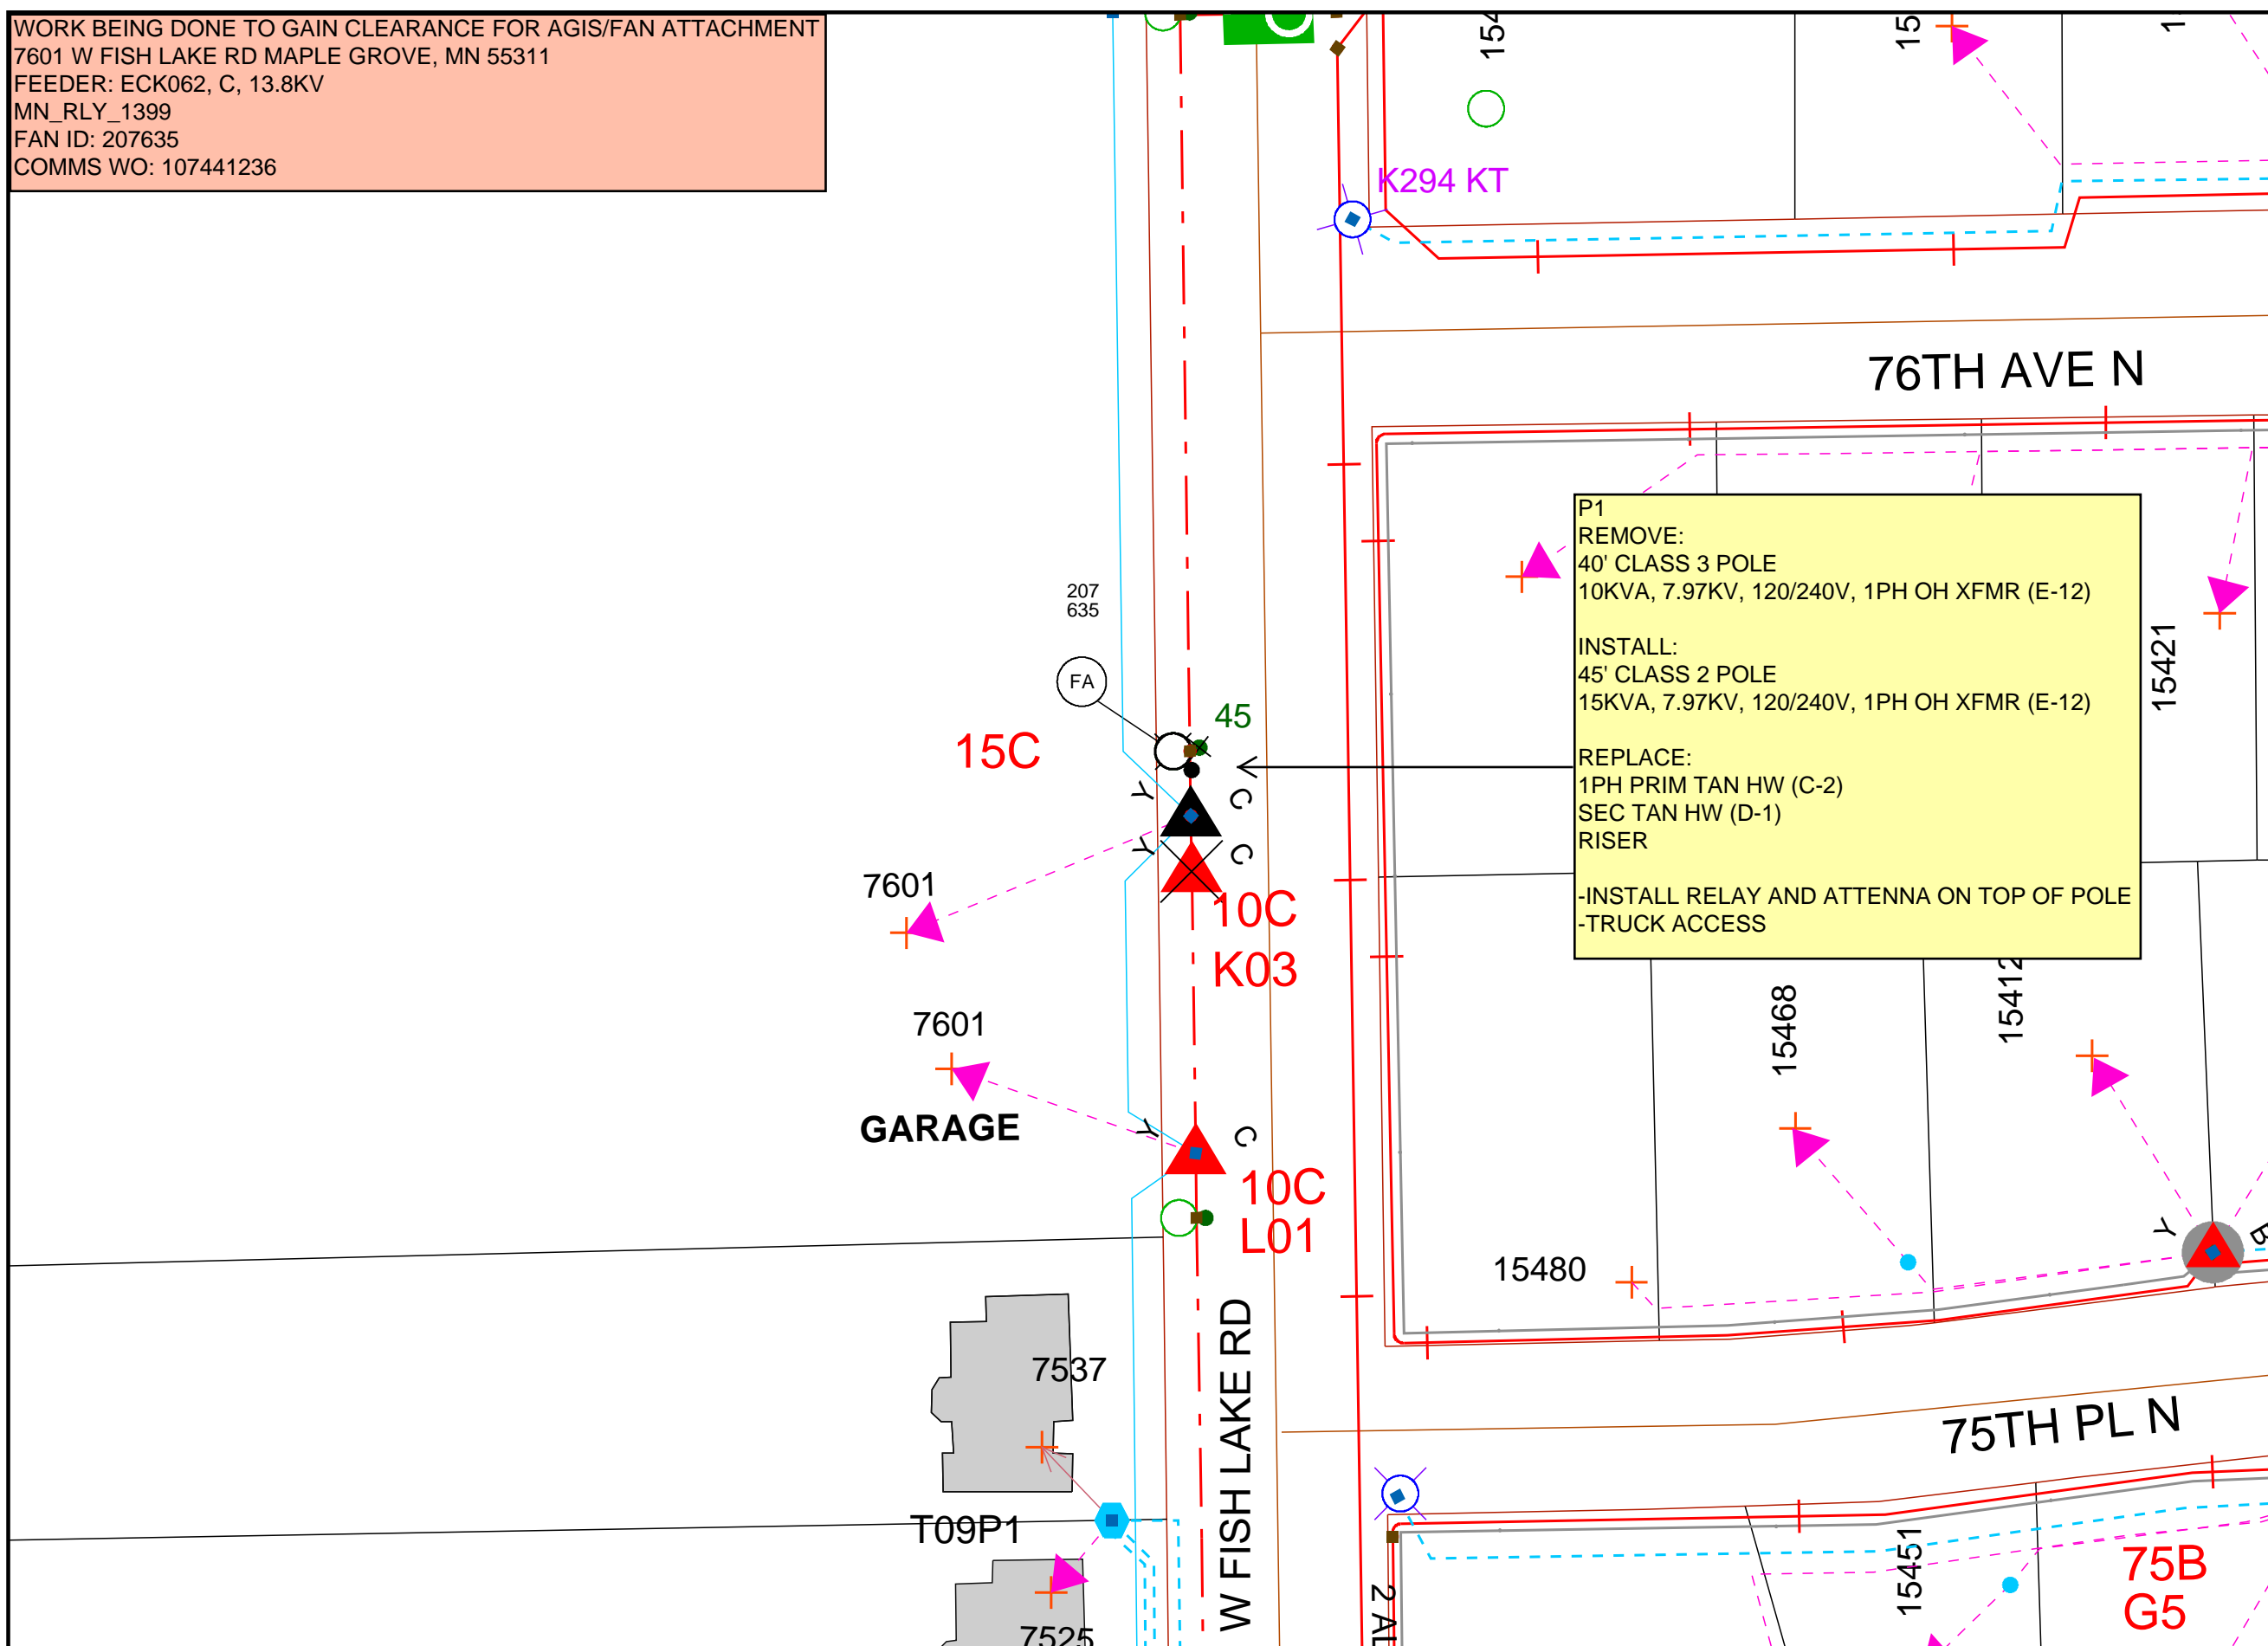 WORK BEING DONE TO GAIN CLEARANCE FOR AGIS/FAN ATTACHMENT
7601 W FISH LAKE RD MAPLE GROVE, MN 55311
FEEDER: ECK062, C, 13.8KV
MN_RLY_1399
FAN ID: 207635
COMMS WO: 107441236
K294 KT
76TH AVE N
P1
REMOVE:
40' CLASS 3 POLE
10KVA, 7.97KV, 120/240V, 1PH OH XFMR (E-12)
INSTALL:
45' CLASS 2 POLE
15KVA, 7.97KV, 120/240V, 1PH OH XFMR (E-12)
REPLACE:
1PH PRIM TAN HW (C-2)
SEC TAN HW (D-1)
RISER
-INSTALL RELAY AND ATTENNA ON TOP OF POLE
-TRUCK ACCESS
207
635
FA
45
15C
Y
C
Y
C
7601
10C
K03
15421
7601
GARAGE
Y
C
10C
L01
15468
15412
15480
Y
B
7537
W FISH LAKE RD
75TH PL N
T09P1
7525
15451
75B
G5